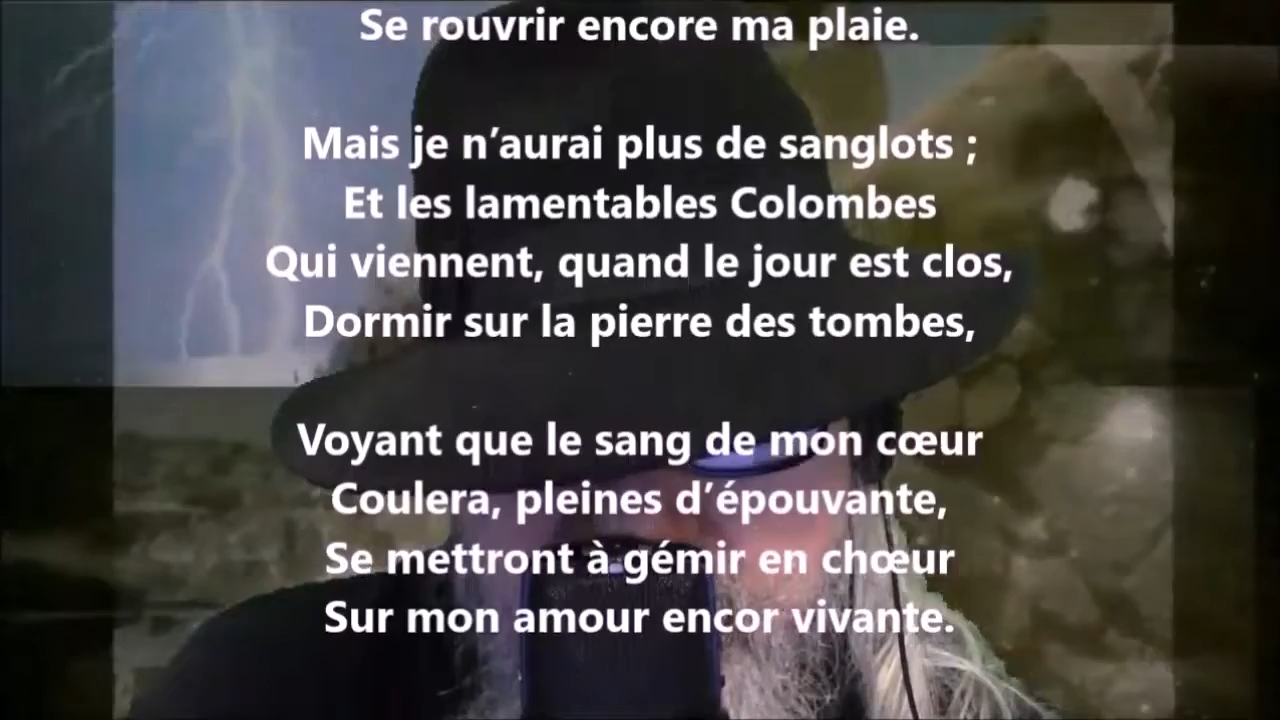 Se rouvrir encore ma plaie.
Mais je n’aurai plus de sanglots ;
Et les lamentables Colombes
Qui viennent, quand le jour est clos,
Dormir sur la pierre des tombes,
Voyant que le sang de mon cœur
Coulera, pleines d’épouvante,
Se mettront à gémir en chœur
Sur mon amour encor vivante.